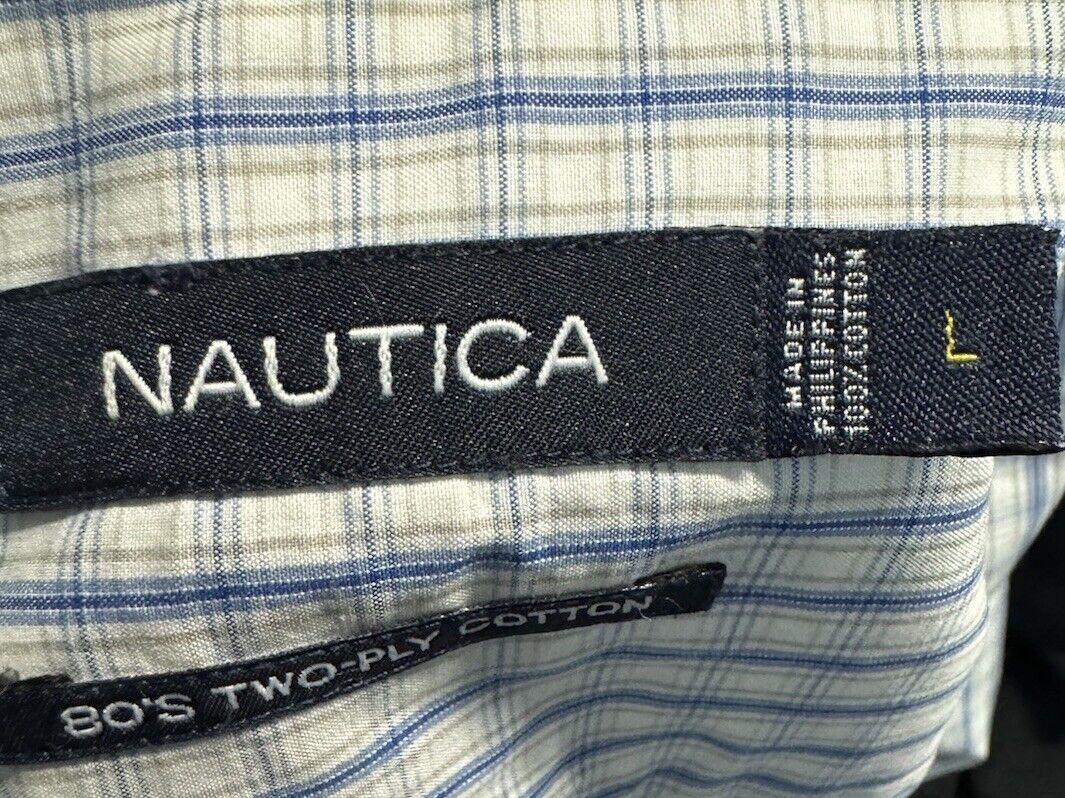 NAUTICA
MADE IN
PHILIPPINES
100% COTTON
L
80'S TWO-PLY COTTON